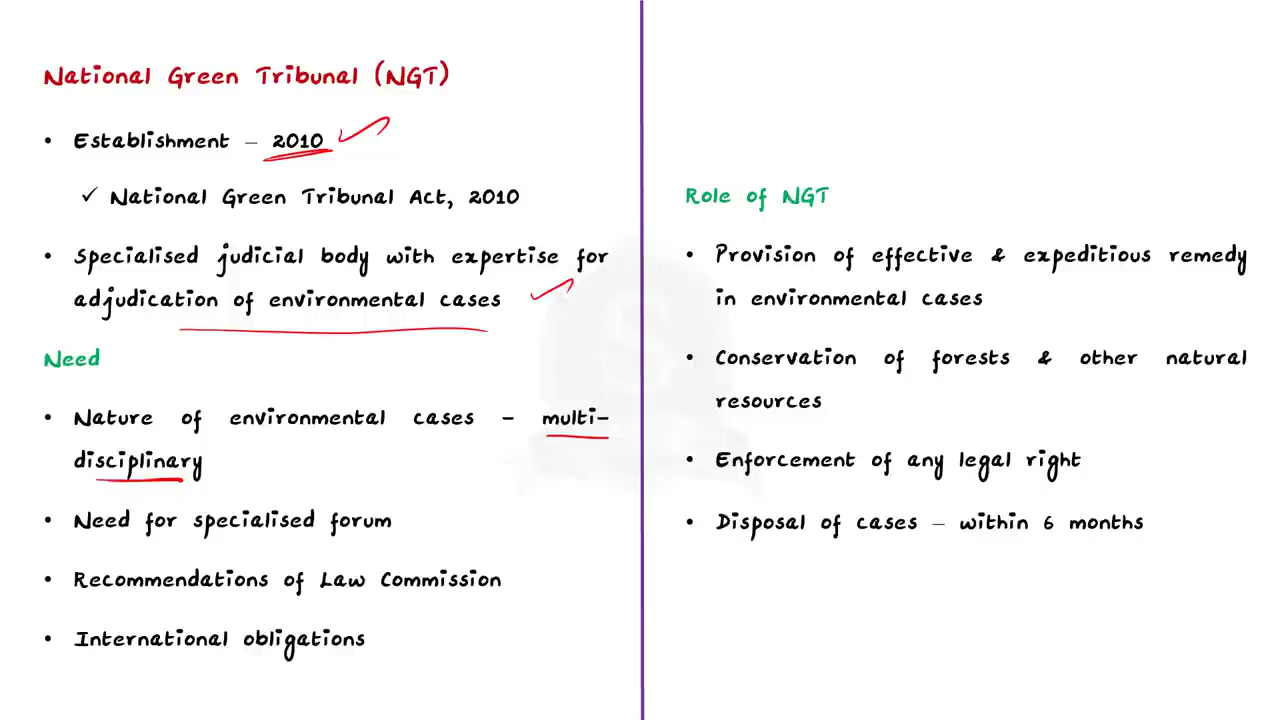 National Green Tribunal (NGT)
• Establishment – 2010
✓ National Green Tribunal Act, 2010
• Specialised judicial body with expertise for
adjudication of environmental cases
Need
• Nature of environmental cases - multi-
disciplinary
• Need for specialised forum
• Recommendations of Law Commission
• International obligations
Role of NGT
• Provision of effective & expeditious remedy
in environmental cases
• Conservation of forests & other natural
resources
• Enforcement of any legal right
• Disposal of cases – within 6 months